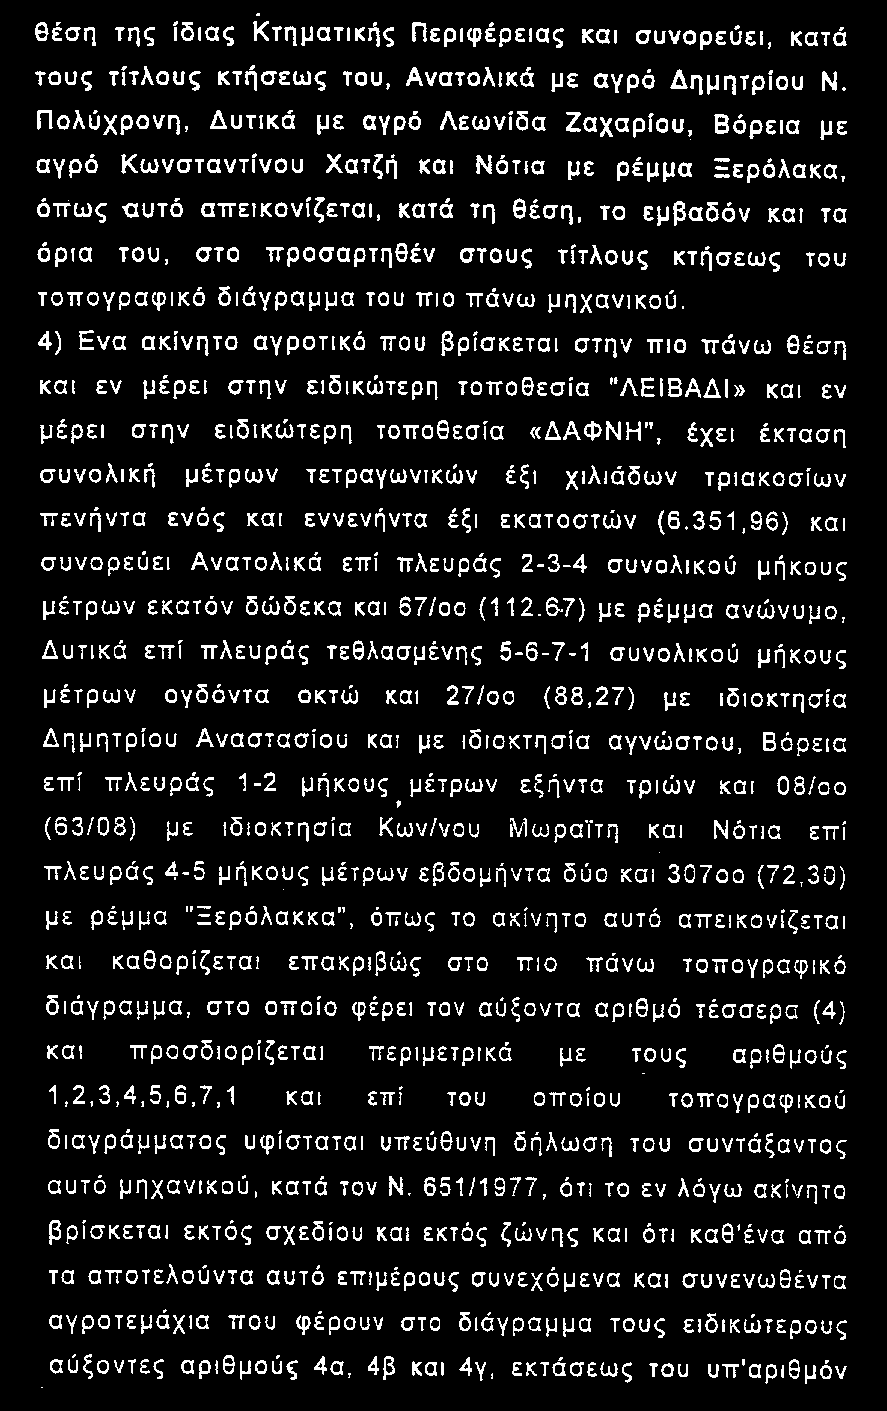 θέση της ίδιας Κτηματικής Περιφέρειας και συνορεύει, κατά
τους τίτλους κτήσεως του, Ανατολικά με αγρό Δημητρίου Ν.
Πολύχρονη, Δυτικά με αγρό Λεωνίδα Ζαχαρίου, Βόρεια με
αγρό Κωνσταντίνου Χατζή και Νότια με ρέμμα Ξερόλακα,
όπως αυτό απεικονίζεται, κατά τη θέση, το εμβαδόν και τα
όρια του, στο προσαρτηθέν στους τίτλους κτήσεως του
τοπογραφικό διάγραμμα του πιο πάνω μηχανικού.
4) Ενα ακίνητο αγροτικό που βρίσκεται στην πιο πάνω θέση
και εν μέρει στην ειδικώτερη τοποθεσία "ΛΕΙΒΑΔΙ» και εν
μέρει στην ειδικώτερη τοποθεσία «ΔΑΦΝΗ", έχει έκταση
συνολική μέτρων τετραγωνικών έξι χιλιάδων τριακοσίων
πενήντα ενός και εννενήντα έξι εκατοστών (6.351,96) και
συνορεύει Ανατολικά επί πλευράς 2-3-4 συνολικού μήκους
μέτρων εκατόν δώδεκα και 67/οο (112.67) με ρέμμα ανώνυμο,
Δυτικά επί πλευράς τεθλασμένης 5-6-7-1 συνολικού μήκους
μέτρων ογδόντα οκτώ και 27/οο (88,27) με ιδιοκτησία
Δημητρίου Αναστασίου και με ιδιοκτησία αγνώστου, Βόρεια
επί πλευράς 1-2 μήκους μέτρων εξήντα τριών και 08/οο
(63/08) με ιδιοκτησία Κων/νου Μωραΐτη και Νότια επί
πλευράς 4-5 μήκους μέτρων εβδομήντα δύο και 307οο (72,30)
με ρέμμα "Ξερόλακκα", όπως το ακίνητο αυτό απεικονίζεται
και καθορίζεται επακριβώς στο πιο πάνω τοπογραφικό
διάγραμμα, στο οποίο φέρει τον αύξοντα αριθμό τέσσερα (4)
και προσδιορίζεται περιμετρικά με τους αριθμούς
1,2,3,4,5,6,7,1 και επί του οποίου τοπογραφικού
διαγράμματος υφίσταται υπεύθυνη δήλωση του συντάξαντος
αυτό μηχανικού, κατά τον Ν. 651/1977, ότι το εν λόγω ακίνητο
βρίσκεται εκτός σχεδίου και εκτός ζώνης και ότι καθ'ένα από
τα αποτελούντα αυτό επιμέρους συνεχόμενα και συνενωθέντα
αγροτεμάχια που φέρουν στο διάγραμμα τους ειδικώτερους
αύξοντες αριθμούς 4α, 4β και 4γ, εκτάσεως του υπ'αριθμόν